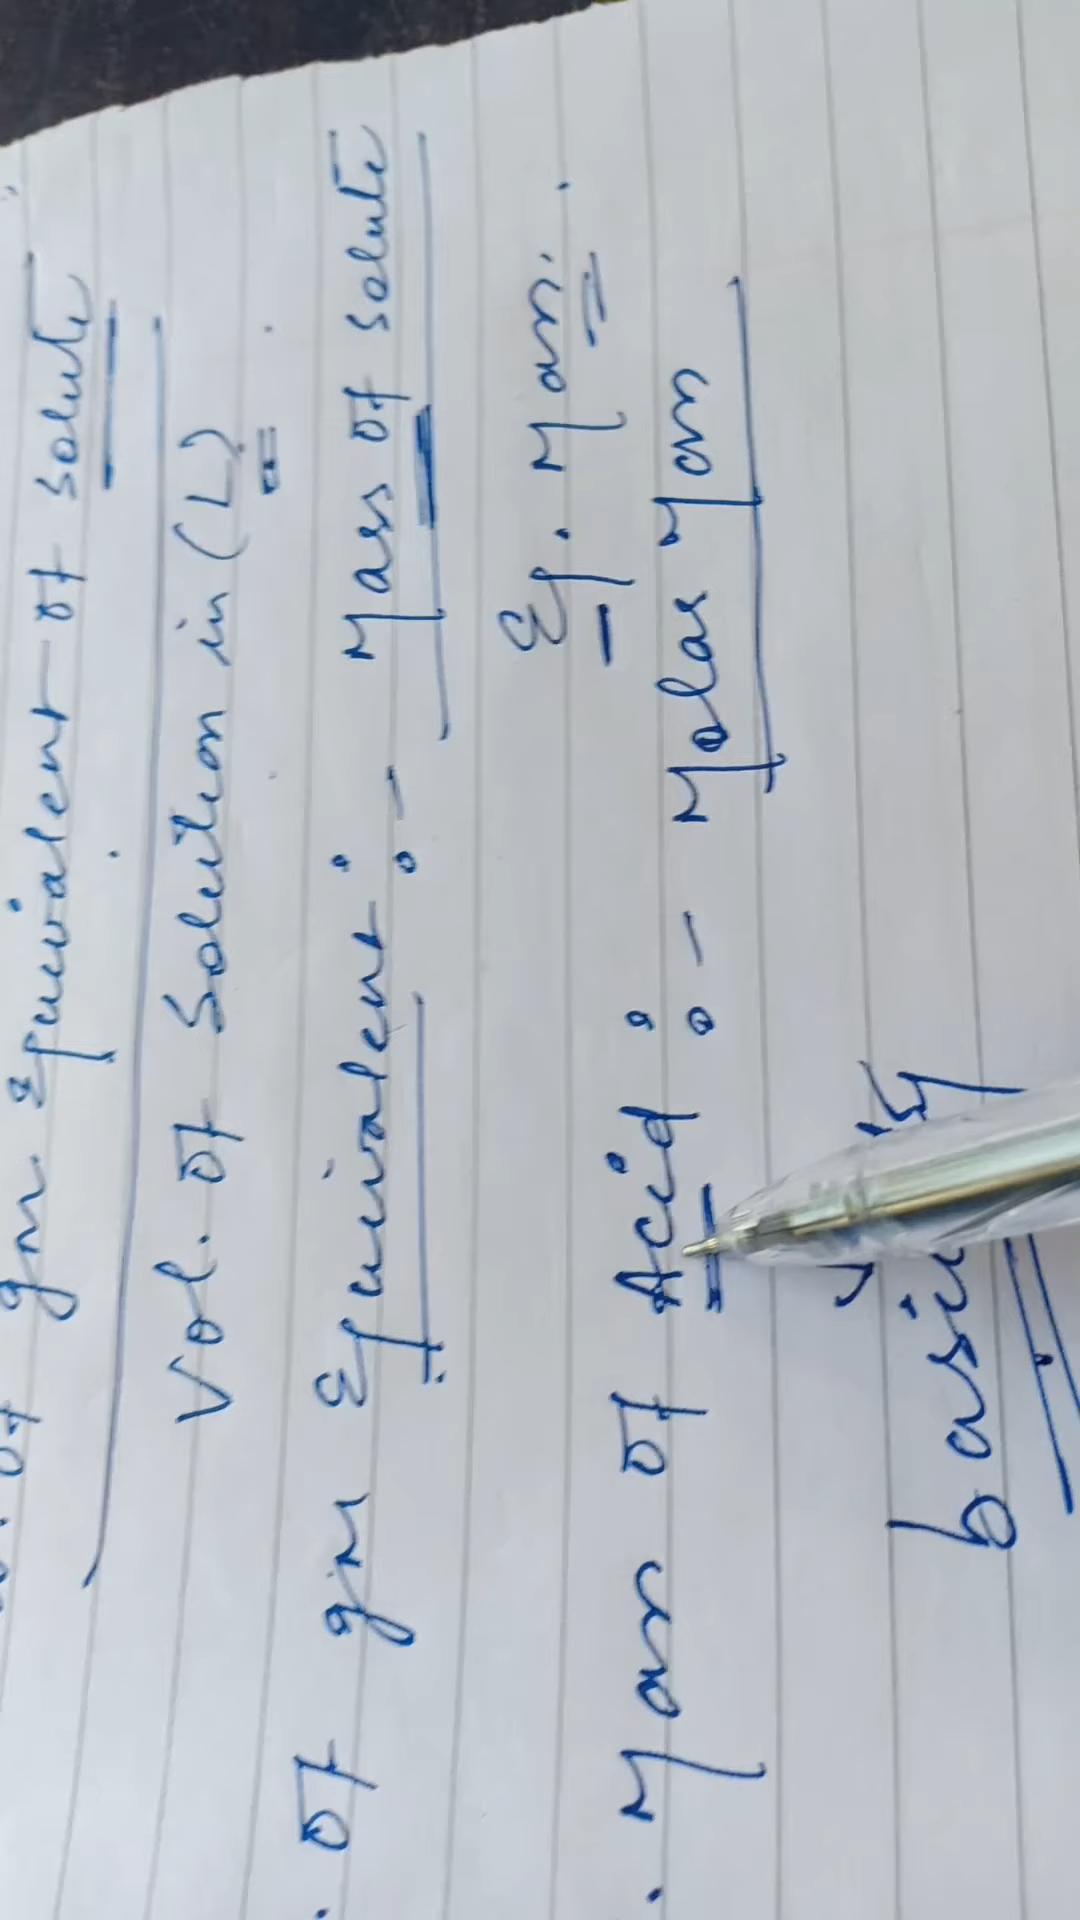 of gm. Equivalent of solute
Vol. of Solution in (L)
. of gm Equivalent :- Mass of solute
Eq. Mass.
. Mass of Acid :- Molar Mass